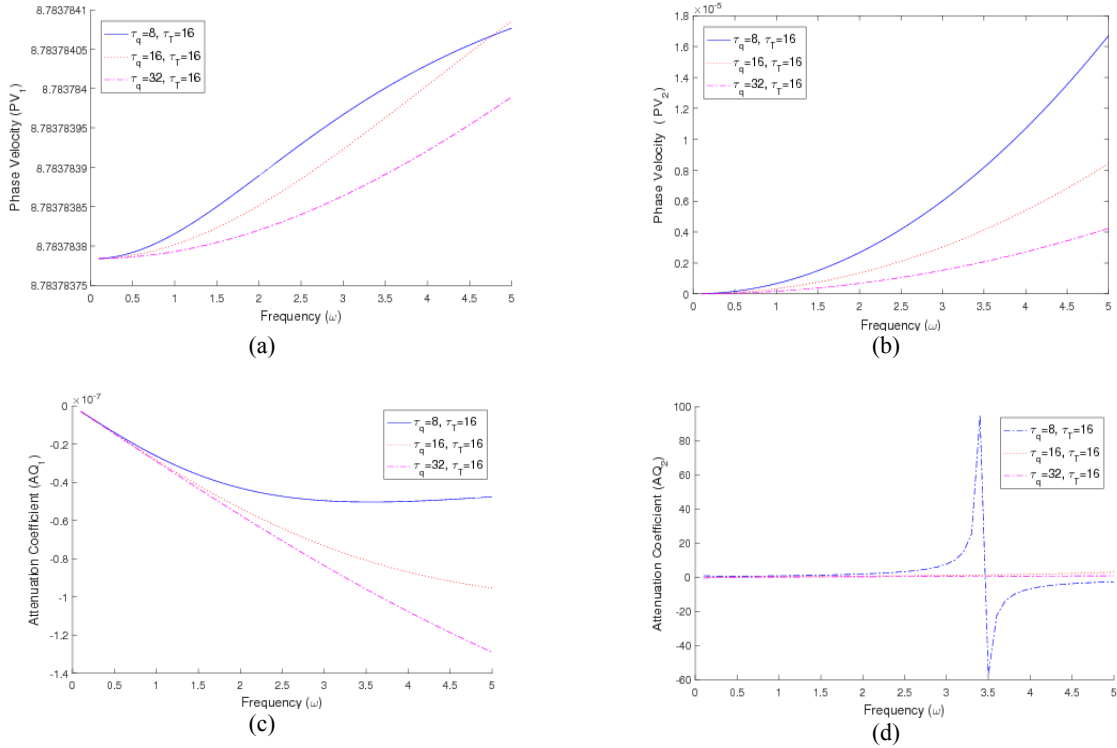 8.7837841
8.78378405
8.783784
8.78378395
8.7837839
8.78378385
8.7837838
8.78378375
Phase Velocity (PV₁)
τq=8, τT=16
τq=16, τT=16
τq=32, τT=16
0 0.5 1 1.5 2 2.5 3 3.5 4 4.5 5
Frequency (ω)
(a)
×10⁻⁵
1.8
1.6
1.4
1.2
1
0.8
0.6
0.4
0.2
0
Phase Velocity ( PV₂)
τq=8, τT=16
τq=16, τT=16
τq=32, τT=16
0 0.5 1 1.5 2 2.5 3 3.5 4 4.5 5
Frequency (ω)
(b)
×10⁻⁷
0
-0.2
-0.4
-0.6
-0.8
-1
-1.2
-1.4
Attenuation Coefficient (AQ₁)
τq=8, τT=16
τq=16, τT=16
τq=32, τT=16
0 0.5 1 1.5 2 2.5 3 3.5 4 4.5 5
Frequency (ω)
(c)
100
80
60
40
20
0
-20
-40
-60
Attenuation Coefficient (AQ₂)
τq=8, τT=16
τq=16, τT=16
τq=32, τT=16
0 0.5 1 1.5 2 2.5 3 3.5 4 4.5 5
Frequency (ω)
(d)